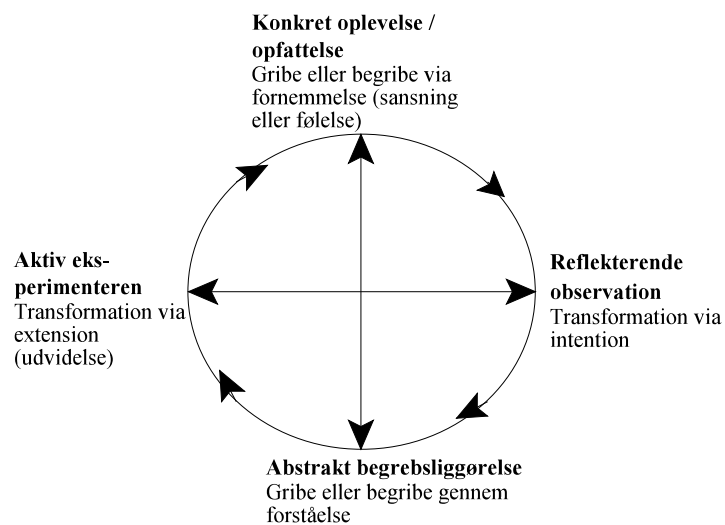 Konkret oplevelse /
opfattelse
Gribe eller begribe via
fornemmelse (sansning
eller følelse)
Aktiv eks-
perimenteren
Transformation via
extension
(udvidelse)
Reflekterende
observation
Transformation via
intention
Abstrakt begrebsliggørelse
Gribe eller begribe gennem
forståelse